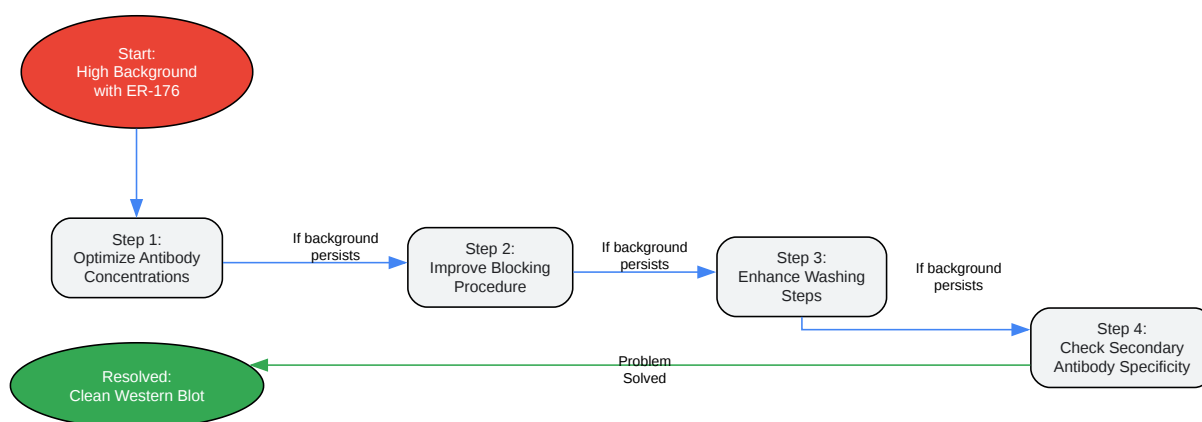 Start:
High Background
with ER-176
Step 1:
Optimize Antibody
Concentrations
If background
persists
Step 2:
Improve Blocking
Procedure
If background
persists
Step 3:
Enhance Washing
Steps
If background
persists
Step 4:
Check Secondary
Antibody Specificity
Problem
Solved
Resolved:
Clean Western Blot